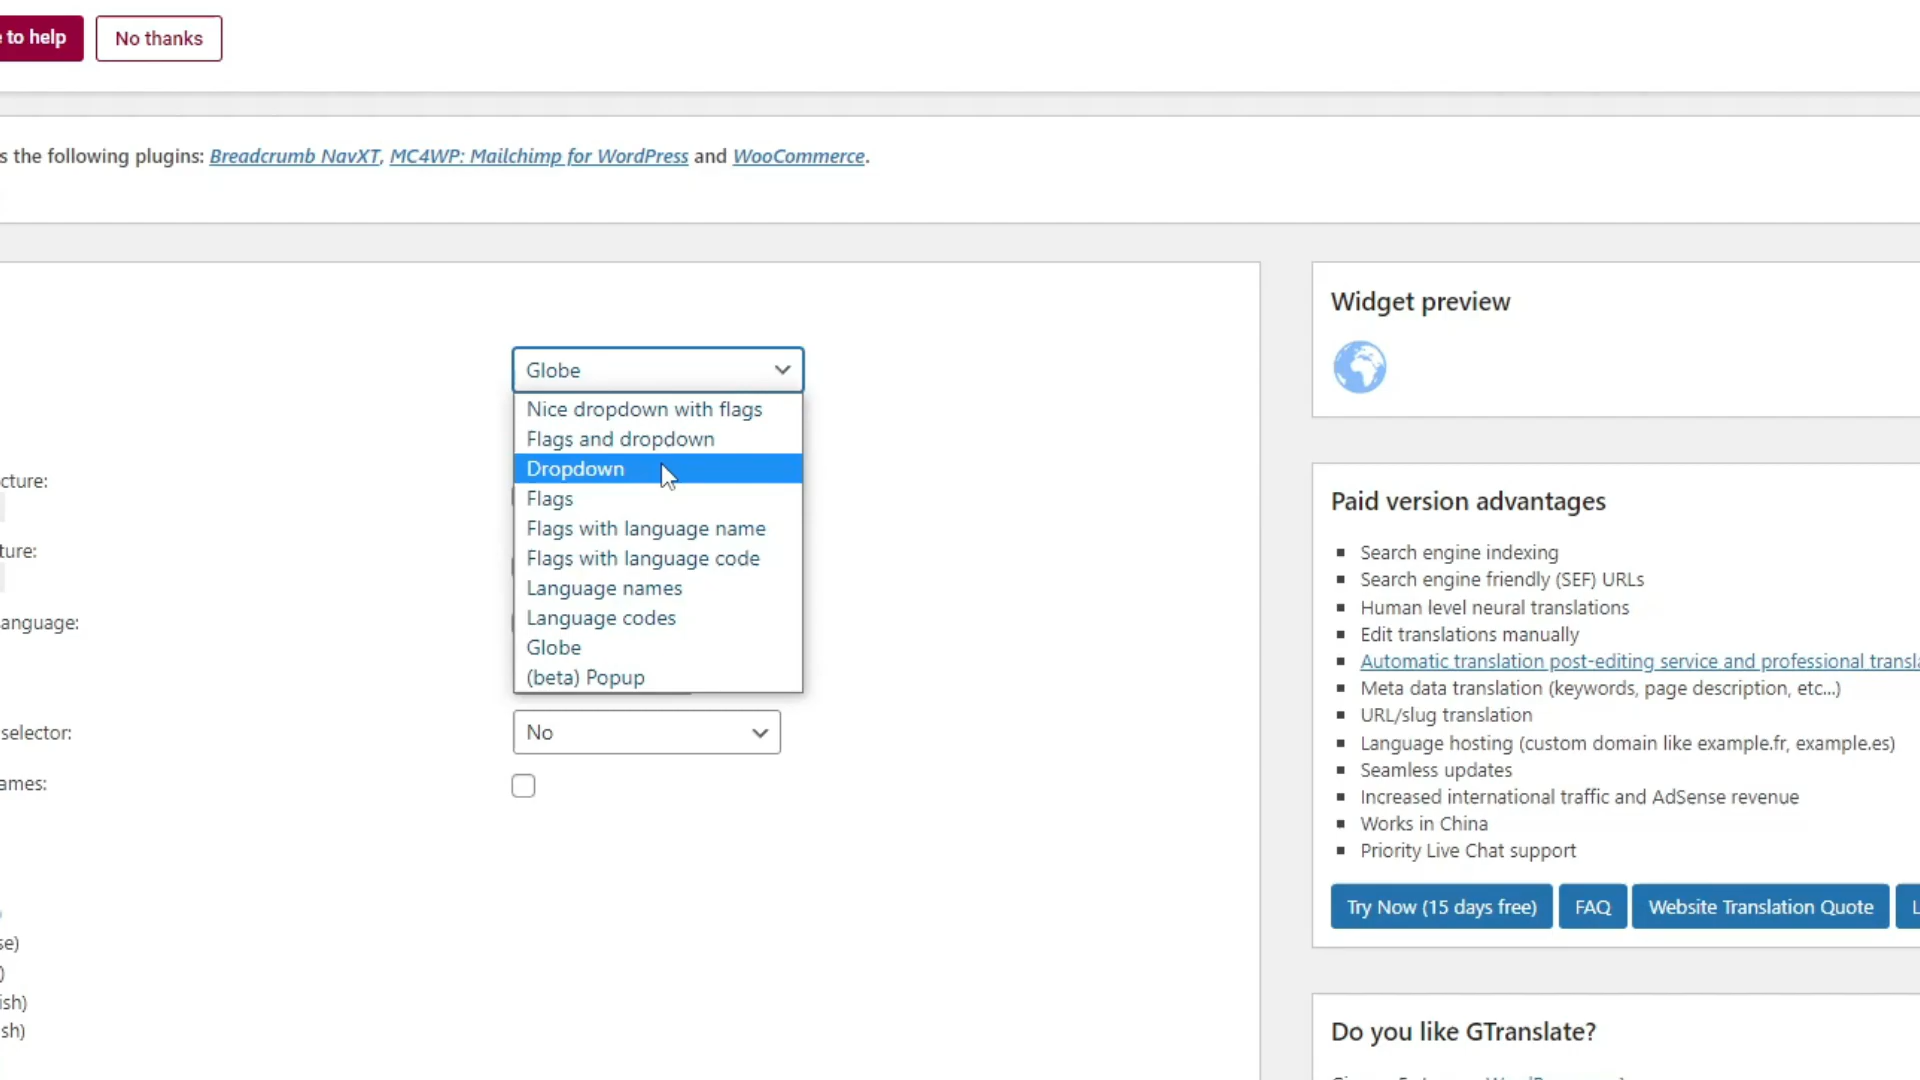 to help
No thanks
s the following plugins: Breadcrumb NavXT, MC4WP: Mailchimp for WordPress and WooCommerce.
Globe
Nice dropdown with flags
Flags and dropdown
Dropdown
Flags
Flags with language name
Flags with language code
Language names
Language codes
Globe
(beta) Popup
cture:
ture:
anguage:
selector:
No
ames:
se)
)
ish)
sh)
Widget preview
Paid version advantages
Search engine indexing
Search engine friendly (SEF) URLs
Human level neural translations
Edit translations manually
Automatic translation post-editing service and professional transla
Meta data translation (keywords, page description, etc...)
URL/slug translation
Language hosting (custom domain like example.fr, example.es)
Seamless updates
Increased international traffic and AdSense revenue
Works in China
Priority Live Chat support
Try Now (15 days free)
FAQ
Website Translation Quote
L
Do you like GTranslate?